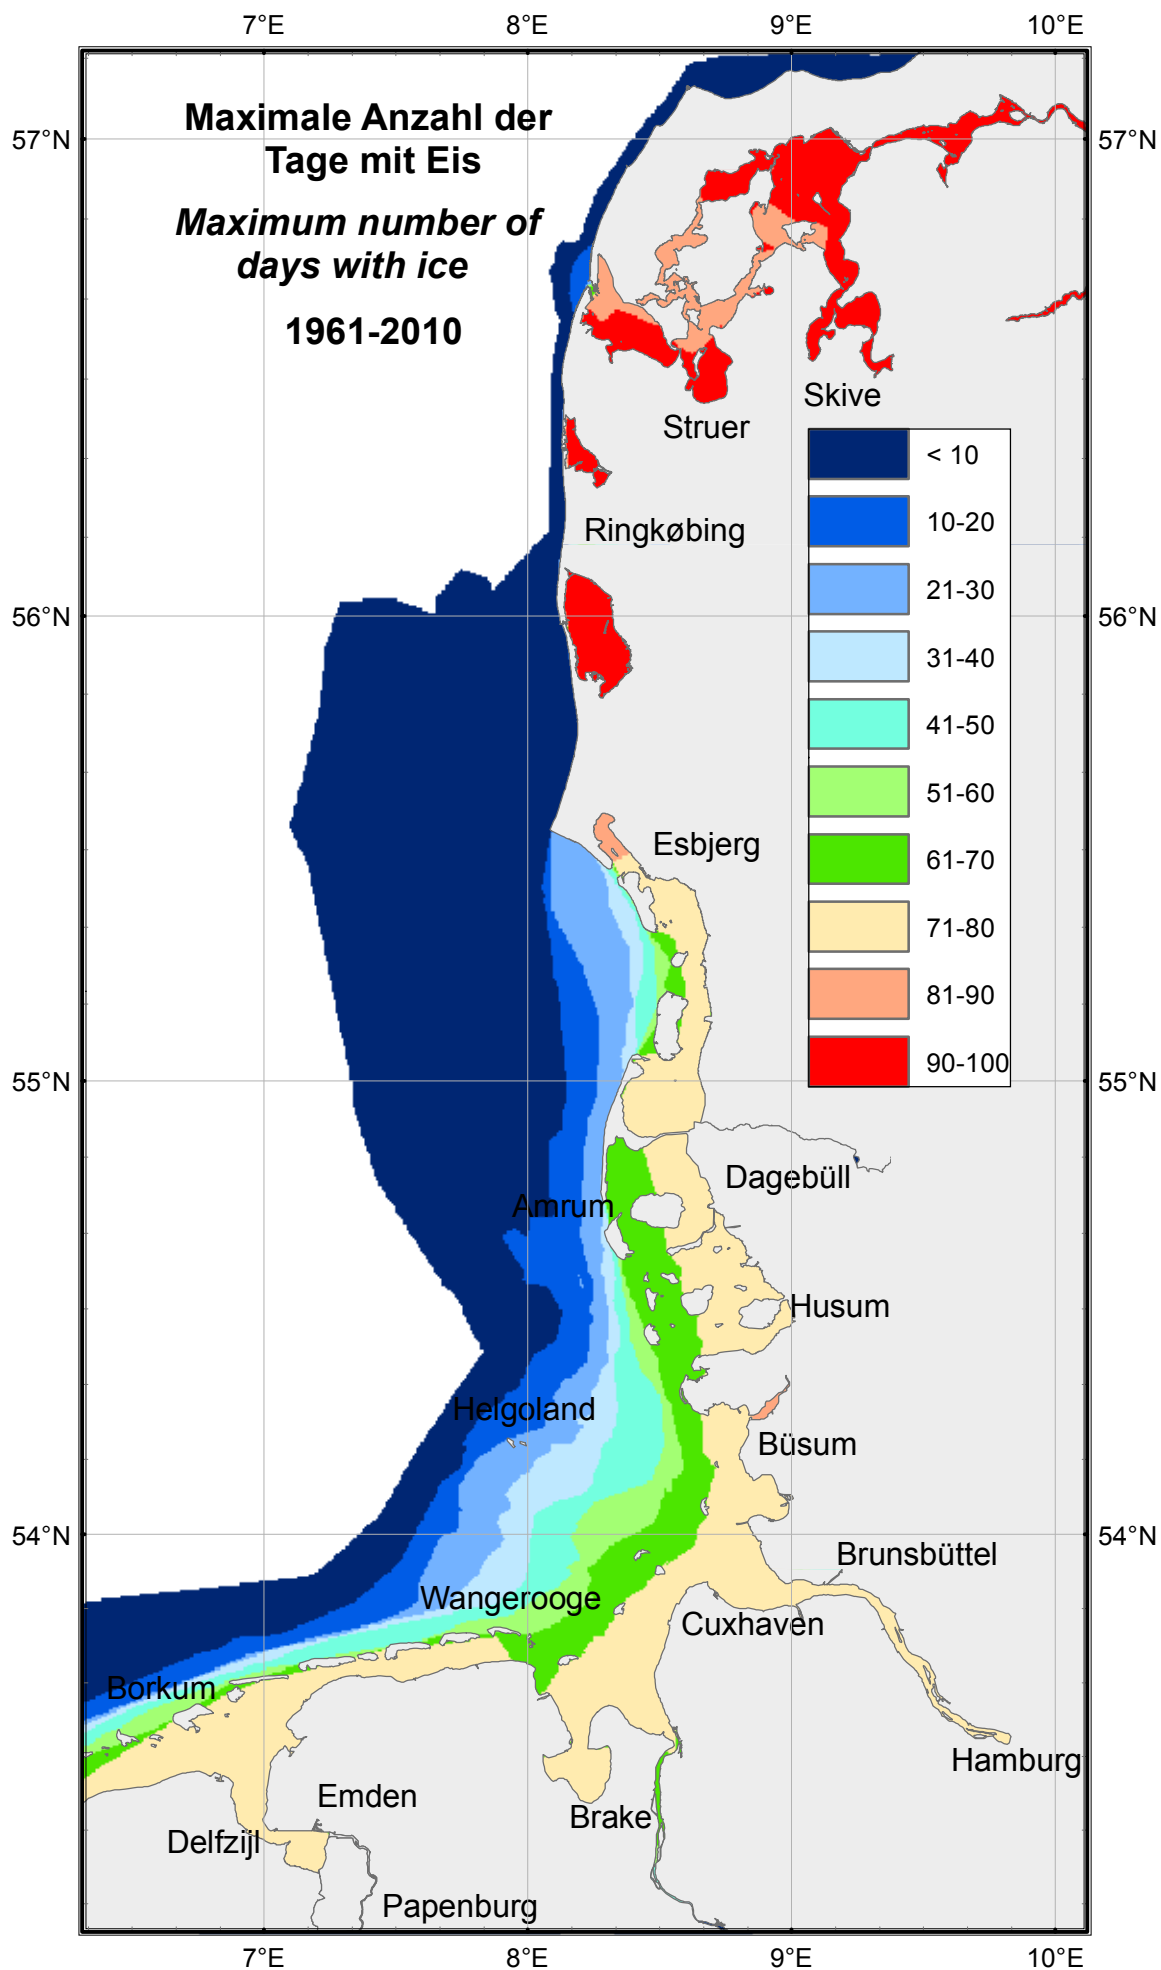 7°E 8°E 9°E 10°E
Maximale Anzahl der
Tage mit Eis
57°N 57°N
Maximum number of
days with ice
1961-2010
Skive
Struer
< 10
10-20
Ringkøbing
21-30
56°N 56°N
31-40
41-50
51-60
Esbjerg
61-70
71-80
81-90
90-100
55°N 55°N
Dagebüll
Amrum
Husum
Helgoland
Büsum
54°N 54°N
Brunsbüttel
Wangerooge
Cuxhaven
Borkum
Hamburg
Emden
Brake
Delfzijl
Papenburg
7°E 8°E 9°E 10°E